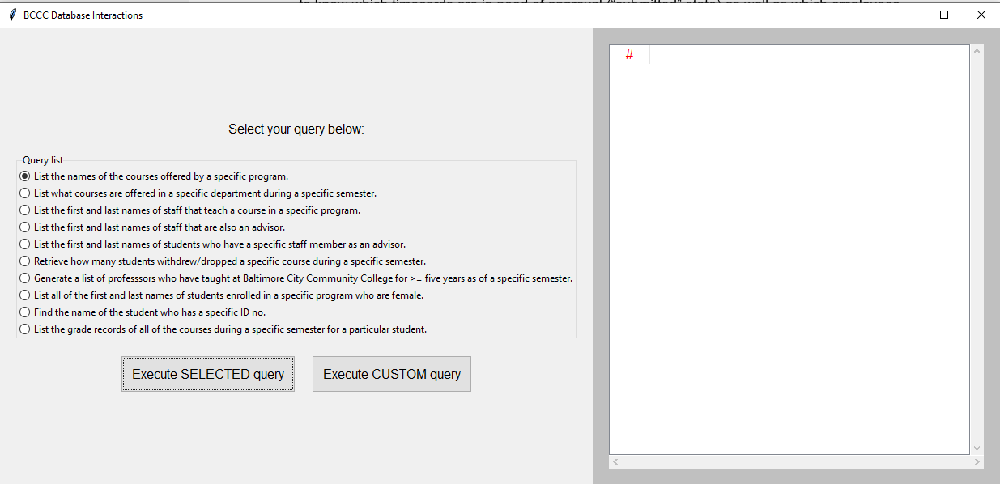 to know which timecards are in need of approval ("submitted" state) as well as which employees
BCCC Database Interactions
Select your query below:
Query list
List the names of the courses offered by a specific program.
List what courses are offered in a specific department during a specific semester.
List the first and last names of staff that teach a course in a specific program.
List the first and last names of staff that are also an advisor.
List the first and last names of students who have a specific staff member as an advisor.
Retrieve how many students withdrew/dropped a specific course during a specific semester.
Generate a list of professsors who have taught at Baltimore City Community College for >= five years as of a specific semester.
List all of the first and last names of students enrolled in a specific program who are female.
Find the name of the student who has a specific ID no.
List the grade records of all of the courses during a specific semester for a particular student.
Execute SELECTED query
Execute CUSTOM query
#